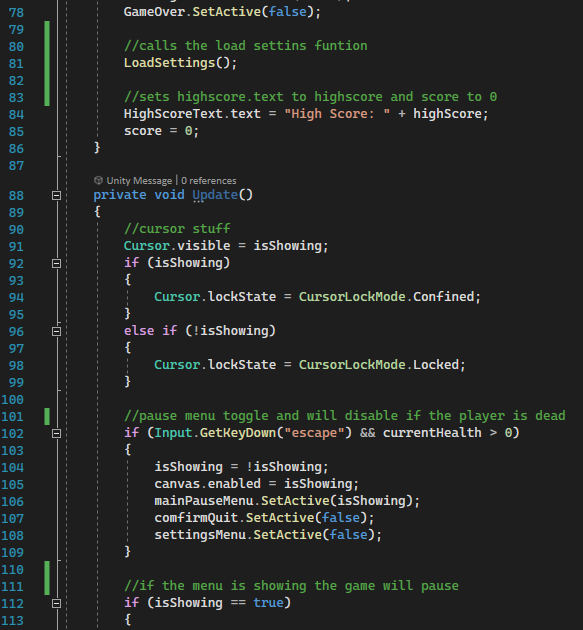 78 GameOver.SetActive(false);
79
80 //calls the load settins funtion
81 LoadSettings();
82
83 //sets highscore.text to highscore and score to 0
84 HighScoreText.text = "High Score: " + highScore;
85 score = 0;
86 }
87
Unity Message | 0 references
88 private void Update()
89 {
90 //cursor stuff
91 Cursor.visible = isShowing;
92 if (isShowing)
93 {
94 Cursor.lockState = CursorLockMode.Confined;
95 }
96 else if (!isShowing)
97 {
98 Cursor.lockState = CursorLockMode.Locked;
99 }
100
101 //pause menu toggle and will disable if the player is dead
102 if (Input.GetKeyDown("escape") && currentHealth > 0)
103 {
104 isShowing = !isShowing;
105 canvas.enabled = isShowing;
106 mainPauseMenu.SetActive(isShowing);
107 comfirmQuit.SetActive(false);
108 settingsMenu.SetActive(false);
109 }
110
111 //if the menu is showing the game will pause
112 if (isShowing == true)
113 {